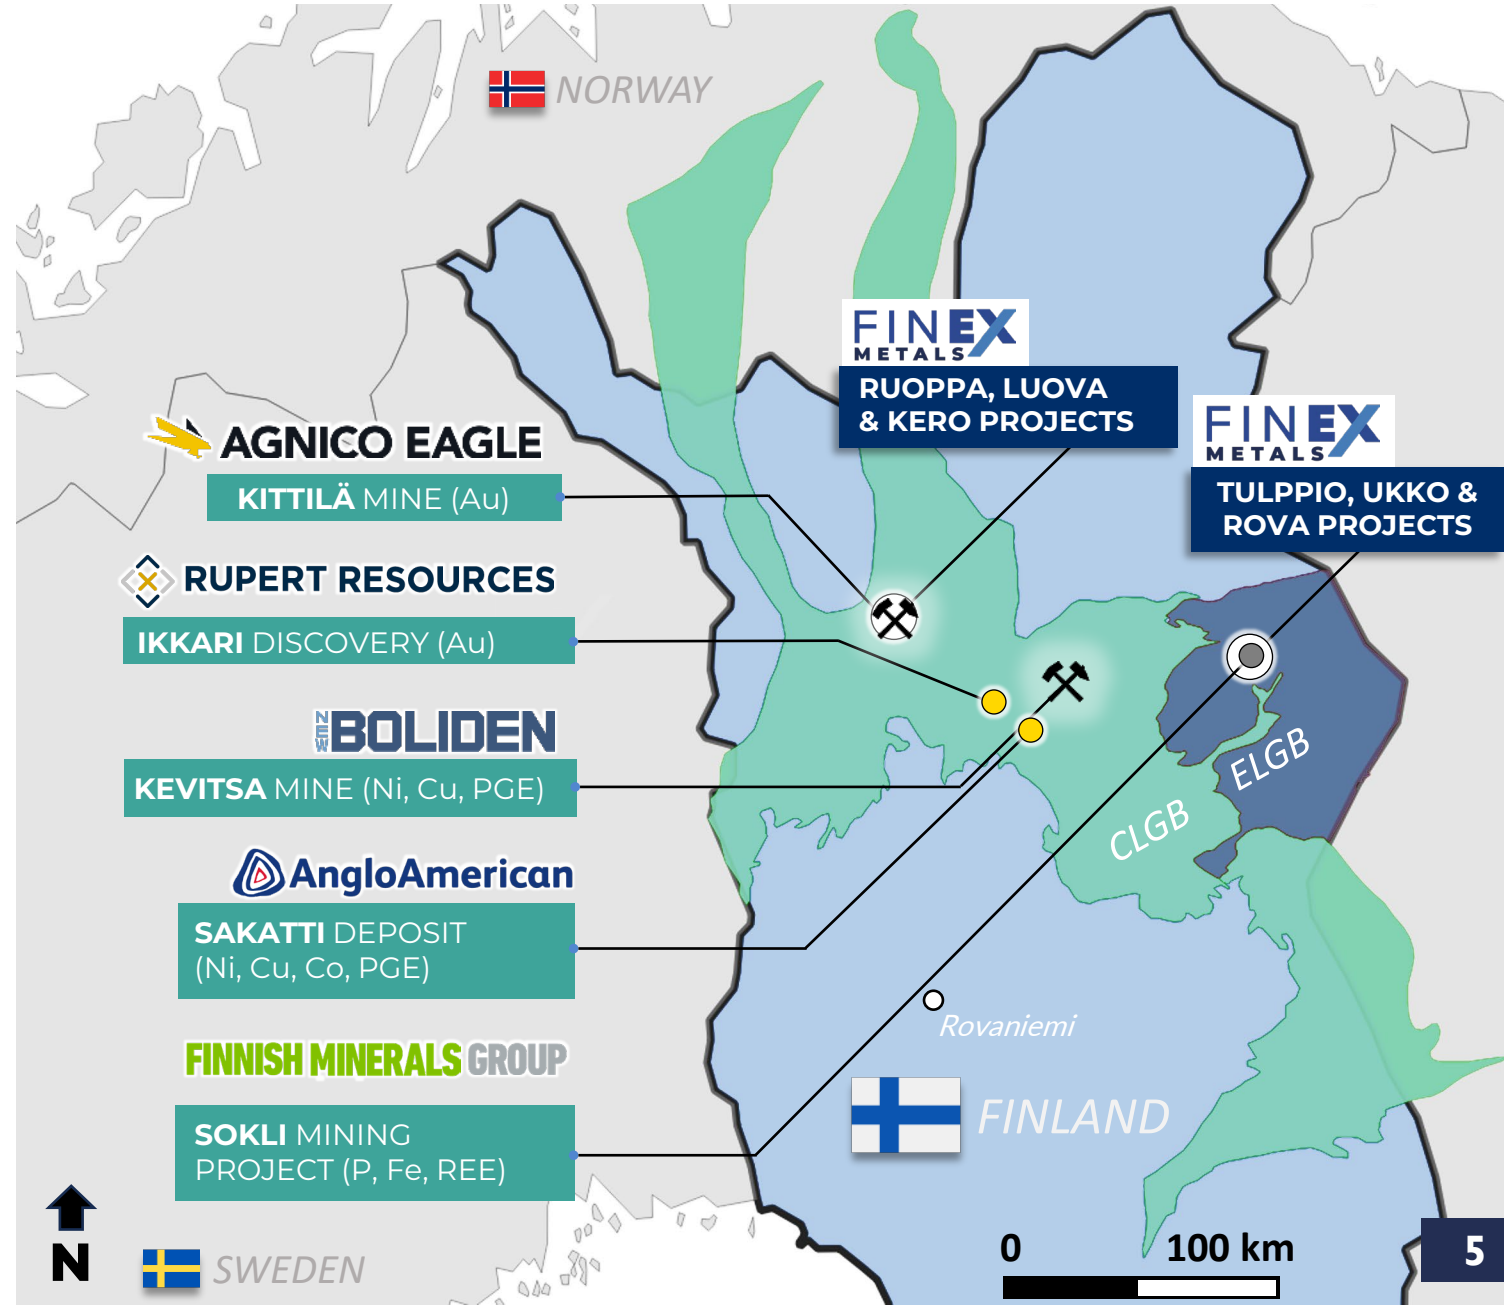 NORWAY
FINEX
METALS
RUOPPA, LUOVA
& KERO PROJECTS
FINEX
METALS
TULPPIO, UKKO &
ROVA PROJECTS
AGNICO EAGLE
KITTILÄ MINE (Au)
RUPERT RESOURCES
IKKARI DISCOVERY (Au)
NEW BOLIDEN
KEVITSA MINE (Ni, Cu, PGE)
AngloAmerican
SAKATTI DEPOSIT
(Ni, Cu, Co, PGE)
FINNISH MINERALS GROUP
SOKLI MINING
PROJECT (P, Fe, REE)
ELGB
CLGB
Rovaniemi
FINLAND
N
SWEDEN
0 100 km
5